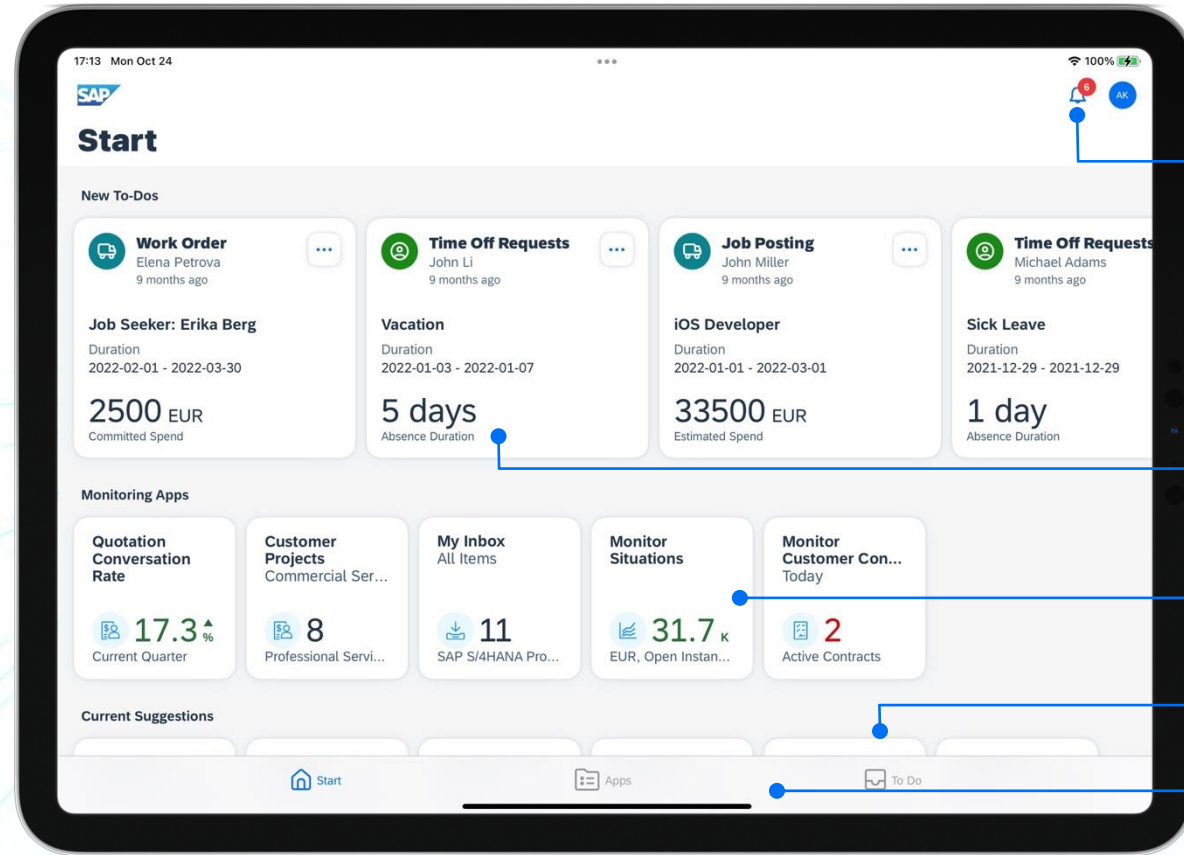 17:13 Mon Oct 24
100%
SAP
6
AK
Start
New To-Dos
Work Order
Elena Petrova
9 months ago
Job Seeker: Erika Berg
Duration
2022-02-01 - 2022-03-30
2500 EUR
Committed Spend
Time Off Requests
John Li
9 months ago
Vacation
Duration
2022-01-03 - 2022-01-07
5 days
Absence Duration
Job Posting
John Miller
9 months ago
iOS Developer
Duration
2022-01-01 - 2022-03-01
33500 EUR
Estimated Spend
Time Off Requests
Michael Adams
9 months ago
Sick Leave
Duration
2021-12-29 - 2021-12-29
1 day
Absence Duration
Monitoring Apps
Quotation
Conversation
Rate
17.3 %
Current Quarter
Customer
Projects
Commercial Ser...
8
Professional Servi...
My Inbox
All Items
11
SAP S/4HANA Pro...
Monitor
Situations
31.7 K
EUR, Open Instan...
Monitor
Customer Con...
Today
2
Active Contracts
Current Suggestions
Start
Apps
To Do